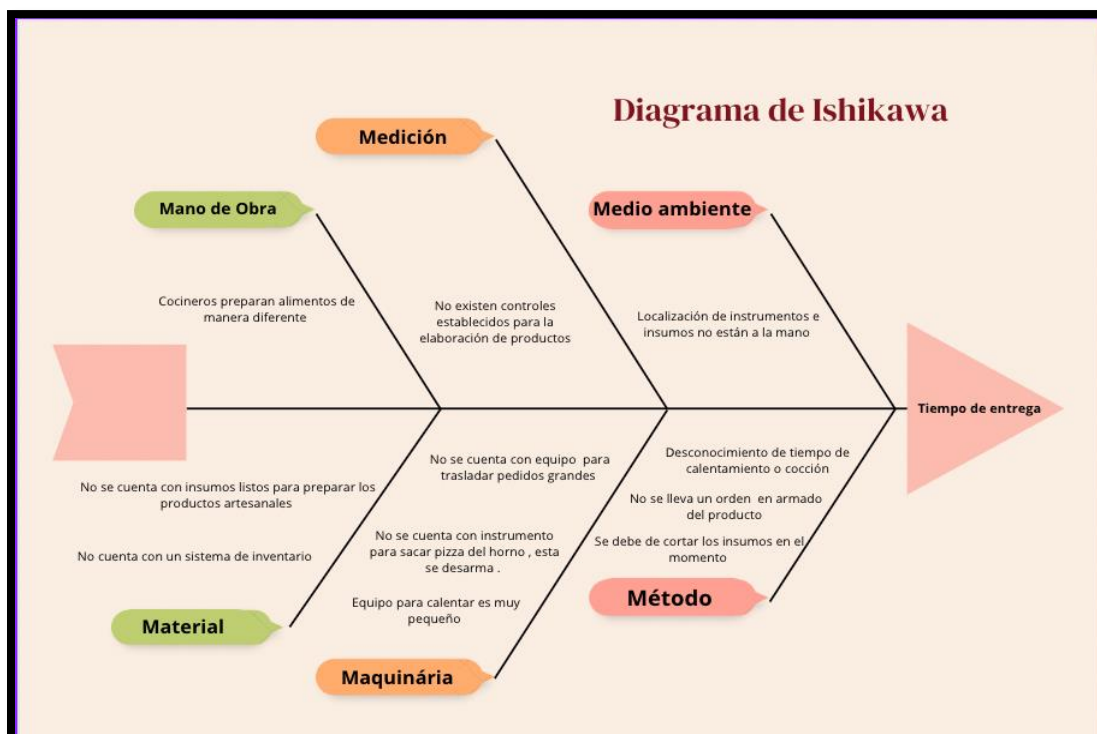 Diagrama de Ishikawa
Medición
Mano de Obra
Medio ambiente
Cocineros preparan alimentos de
manera diferente
No existen controles
establecidos para la
elaboración de productos
Localización de instrumentos e
insumos no están a la mano
Tiempo de entrega
No se cuenta con insumos listos para preparar los
productos artesanales
No cuenta con un sistema de inventario
No se cuenta con equipo  para
trasladar pedidos grandes
No se cuenta con instrumento
para sacar pizza del horno , esta
se desarma .
Equipo para calentar es muy
pequeño
Desconocimiento de tiempo de
calentamiento o cocción
No se lleva un orden  en armado
del producto
Se debe de cortar los insumos en el
momento
Material
Maquinária
Método